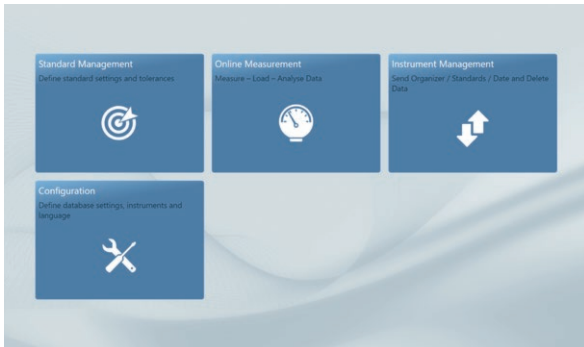 Standard Management
Define standard settings and tolerances
Online Measurement
Measure – Load – Analyse Data
Instrument Management
Send Organizer / Standards / Date and Delete
Data
Configuration
Define database settings, instruments and
language